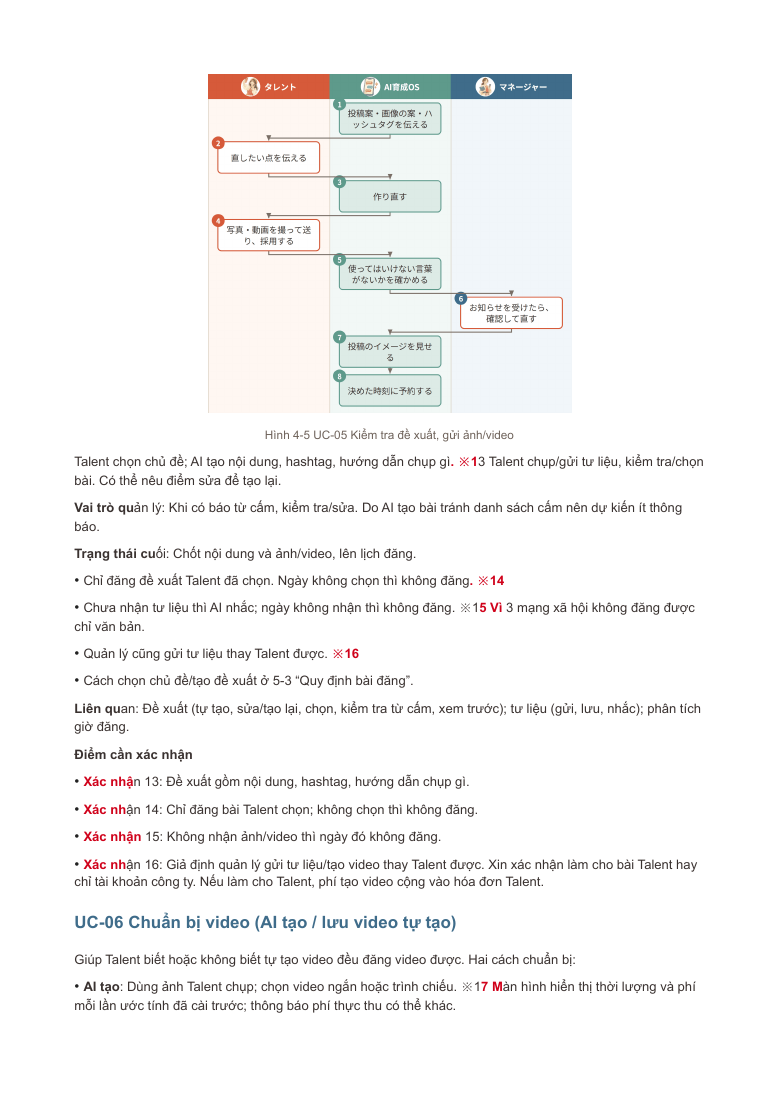 タレント
AI育成OS
マネージャー
1
投稿案・画像の案・ハ
ッシュタグを伝える
2
直したい点を伝える
3
作り直す
4
写真・動画を撮って送
り、採用する
5
使ってはいけない言葉
がないかを確かめる
6
お知らせを受けたら、
確認して直す
7
投稿のイメージを見せ
る
8
決めた時刻に予約する
Hình 4-5 UC-05 Kiểm tra đề xuất, gửi ảnh/video
Talent chọn chủ đề; AI tạo nội dung, hashtag, hướng dẫn chụp gì. ※13 Talent chụp/gửi tư liệu, kiểm tra/chọn
bài. Có thể nêu điểm sửa để tạo lại.
Vai trò quản lý: Khi có báo từ cấm, kiểm tra/sửa. Do AI tạo bài tránh danh sách cấm nên dự kiến ít thông
báo.
Trạng thái cuối: Chốt nội dung và ảnh/video, lên lịch đăng.
• Chỉ đăng đề xuất Talent đã chọn. Ngày không chọn thì không đăng. ※14
• Chưa nhận tư liệu thì AI nhắc; ngày không nhận thì không đăng. ※15 Vì 3 mạng xã hội không đăng được
chỉ văn bản.
• Quản lý cũng gửi tư liệu thay Talent được. ※16
• Cách chọn chủ đề/tạo đề xuất ở 5-3 “Quy định bài đăng”.
Liên quan: Đề xuất (tự tạo, sửa/tạo lại, chọn, kiểm tra từ cấm, xem trước); tư liệu (gửi, lưu, nhắc); phân tích
giờ đăng.
Điểm cần xác nhận
• Xác nhận 13: Đề xuất gồm nội dung, hashtag, hướng dẫn chụp gì.
• Xác nhận 14: Chỉ đăng bài Talent chọn; không chọn thì không đăng.
• Xác nhận 15: Không nhận ảnh/video thì ngày đó không đăng.
• Xác nhận 16: Giả định quản lý gửi tư liệu/tạo video thay Talent được. Xin xác nhận làm cho bài Talent hay
chỉ tài khoản công ty. Nếu làm cho Talent, phí tạo video cộng vào hóa đơn Talent.
UC-06 Chuẩn bị video (AI tạo / lưu video tự tạo)
Giúp Talent biết hoặc không biết tự tạo video đều đăng video được. Hai cách chuẩn bị:
• AI tạo: Dùng ảnh Talent chụp; chọn video ngắn hoặc trình chiếu. ※17 Màn hình hiển thị thời lượng và phí
mỗi lần ước tính đã cài trước; thông báo phí thực thu có thể khác.